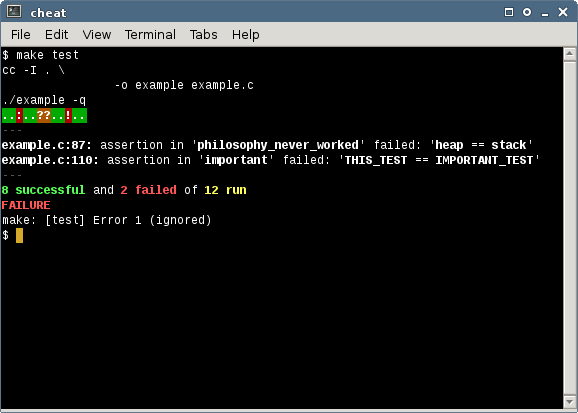 cheat
File Edit View Terminal Tabs Help
$ make test
cc -I . \
-o example example.c
./example -q
..:..??..!..
---
example.c:87: assertion in 'philosophy_never_worked' failed: 'heap == stack'
example.c:110: assertion in 'important' failed: 'THIS_TEST == IMPORTANT_TEST'
---
8 successful and 2 failed of 12 run
FAILURE
make: [test] Error 1 (ignored)
$